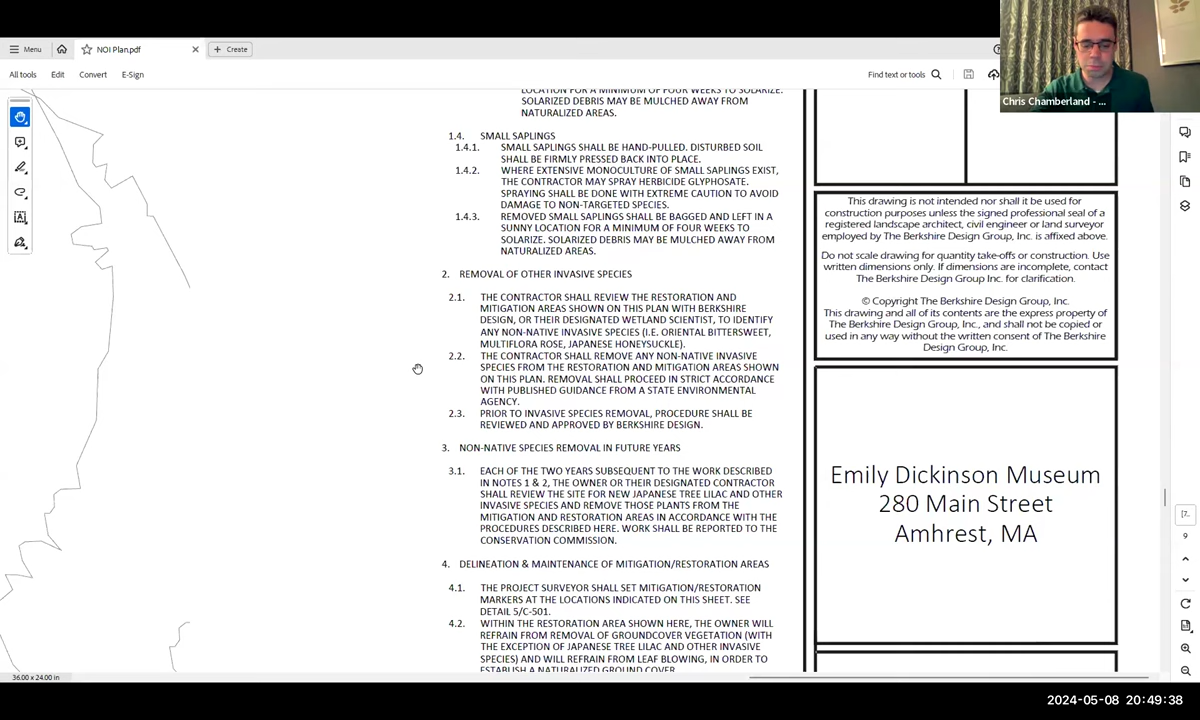 Menu
NOI Plan.pdf
Create
All tools Edit Convert E-Sign
Find text or tools
Chris Chamberland - ...
LOCATION FOR A MINIMUM OF FOUR WEEKS TO SOLARIZE.
SOLARIZED DEBRIS MAY BE MULCHED AWAY FROM
NATURALIZED AREAS.
1.4. SMALL SAPLINGS
1.4.1. SMALL SAPLINGS SHALL BE HAND-PULLED. DISTURBED SOIL
SHALL BE FIRMLY PRESSED BACK INTO PLACE.
1.4.2. WHERE EXTENSIVE MONOCULTURE OF SMALL SAPLINGS EXIST,
THE CONTRACTOR MAY SPRAY HERBICIDE GLYPHOSATE.
SPRAYING SHALL BE DONE WITH EXTREME CAUTION TO AVOID
DAMAGE TO NON-TARGETED SPECIES.
1.4.3. REMOVED SMALL SAPLINGS SHALL BE BAGGED AND LEFT IN A
SUNNY LOCATION FOR A MINIMUM OF FOUR WEEKS TO
SOLARIZE. SOLARIZED DEBRIS MAY BE MULCHED AWAY FROM
NATURALIZED AREAS.
2. REMOVAL OF OTHER INVASIVE SPECIES
2.1. THE CONTRACTOR SHALL REVIEW THE RESTORATION AND
MITIGATION AREAS SHOWN ON THIS PLAN WITH BERKSHIRE
DESIGN, OR THEIR DESIGNATED WETLAND SCIENTIST, TO IDENTIFY
ANY NON-NATIVE INVASIVE SPECIES (I.E. ORIENTAL BITTERSWEET,
MULTIFLORA ROSE, JAPANESE HONEYSUCKLE).
2.2. THE CONTRACTOR SHALL REMOVE ANY NON-NATIVE INVASIVE
SPECIES FROM THE RESTORATION AND MITIGATION AREAS SHOWN
ON THIS PLAN. REMOVAL SHALL PROCEED IN STRICT ACCORDANCE
WITH PUBLISHED GUIDANCE FROM A STATE ENVIRONMENTAL
AGENCY.
2.3. PRIOR TO INVASIVE SPECIES REMOVAL, PROCEDURE SHALL BE
REVIEWED AND APPROVED BY BERKSHIRE DESIGN.
3. NON-NATIVE SPECIES REMOVAL IN FUTURE YEARS
3.1. EACH OF THE TWO YEARS SUBSEQUENT TO THE WORK DESCRIBED
IN NOTES 1 & 2, THE OWNER OR THEIR DESIGNATED CONTRACTOR
SHALL REVIEW THE SITE FOR NEW JAPANESE TREE LILAC AND OTHER
INVASIVE SPECIES AND REMOVE THOSE PLANTS FROM THE
MITIGATION AND RESTORATION AREAS IN ACCORDANCE WITH THE
PROCEDURES DESCRIBED HERE. WORK SHALL BE REPORTED TO THE
CONSERVATION COMMISSION.
4. DELINEATION & MAINTENANCE OF MITIGATION/RESTORATION AREAS
4.1. THE PROJECT SURVEYOR SHALL SET MITIGATION/RESTORATION
MARKERS AT THE LOCATIONS INDICATED ON THIS SHEET. SEE
DETAIL 5/C-501.
4.2. WITHIN THE RESTORATION AREA SHOWN HERE, THE OWNER WILL
REFRAIN FROM REMOVAL OF GROUNDCOVER VEGETATION (WITH
THE EXCEPTION OF JAPANESE TREE LILAC AND OTHER INVASIVE
SPECIES) AND WILL REFRAIN FROM LEAF BLOWING, IN ORDER TO
ESTABLISH A NATURALIZED GROUND COVER.
This drawing is not intended nor shall it be used for
construction purposes unless the signed professional seal of a
registered landscape architect, civil engineer or land surveyor
employed by The Berkshire Design Group, Inc. is affixed above.
Do not scale drawing for quantity take-offs or construction. Use
written dimensions only. If dimensions are incomplete, contact
The Berkshire Design Group Inc. for clarification.
© Copyright The Berkshire Design Group, Inc.
This drawing and all of its contents are the express property of
The Berkshire Design Group, Inc., and shall not be copied or
used in any way without the written consent of The Berkshire
Design Group, Inc.
Emily Dickinson Museum
280 Main Street
Amhrest, MA
9
36.00 x 24.00 in
2024-05-08 20:49:38